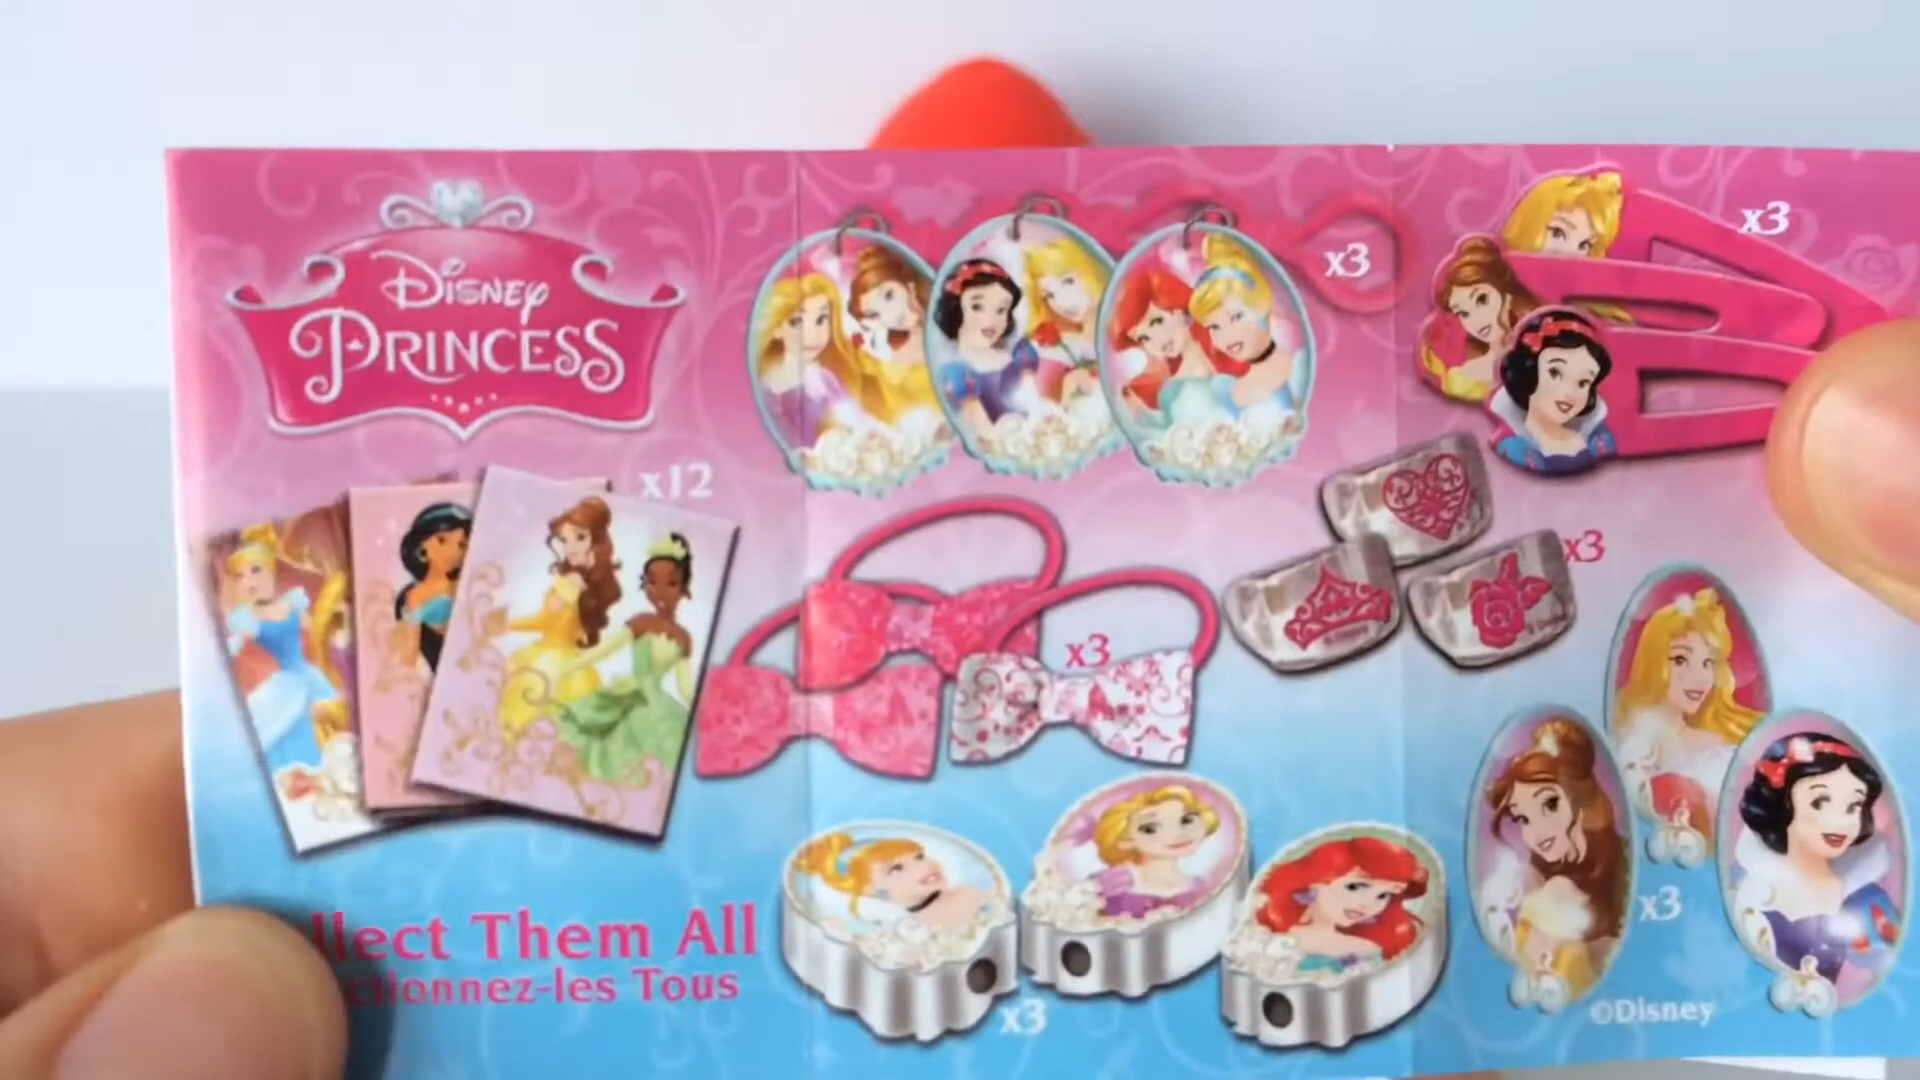 Disney
PRINCESS
x3
x3
x12
x3
x3
llect Them All
ctionnez-les Tous
x3
x3
©Disney